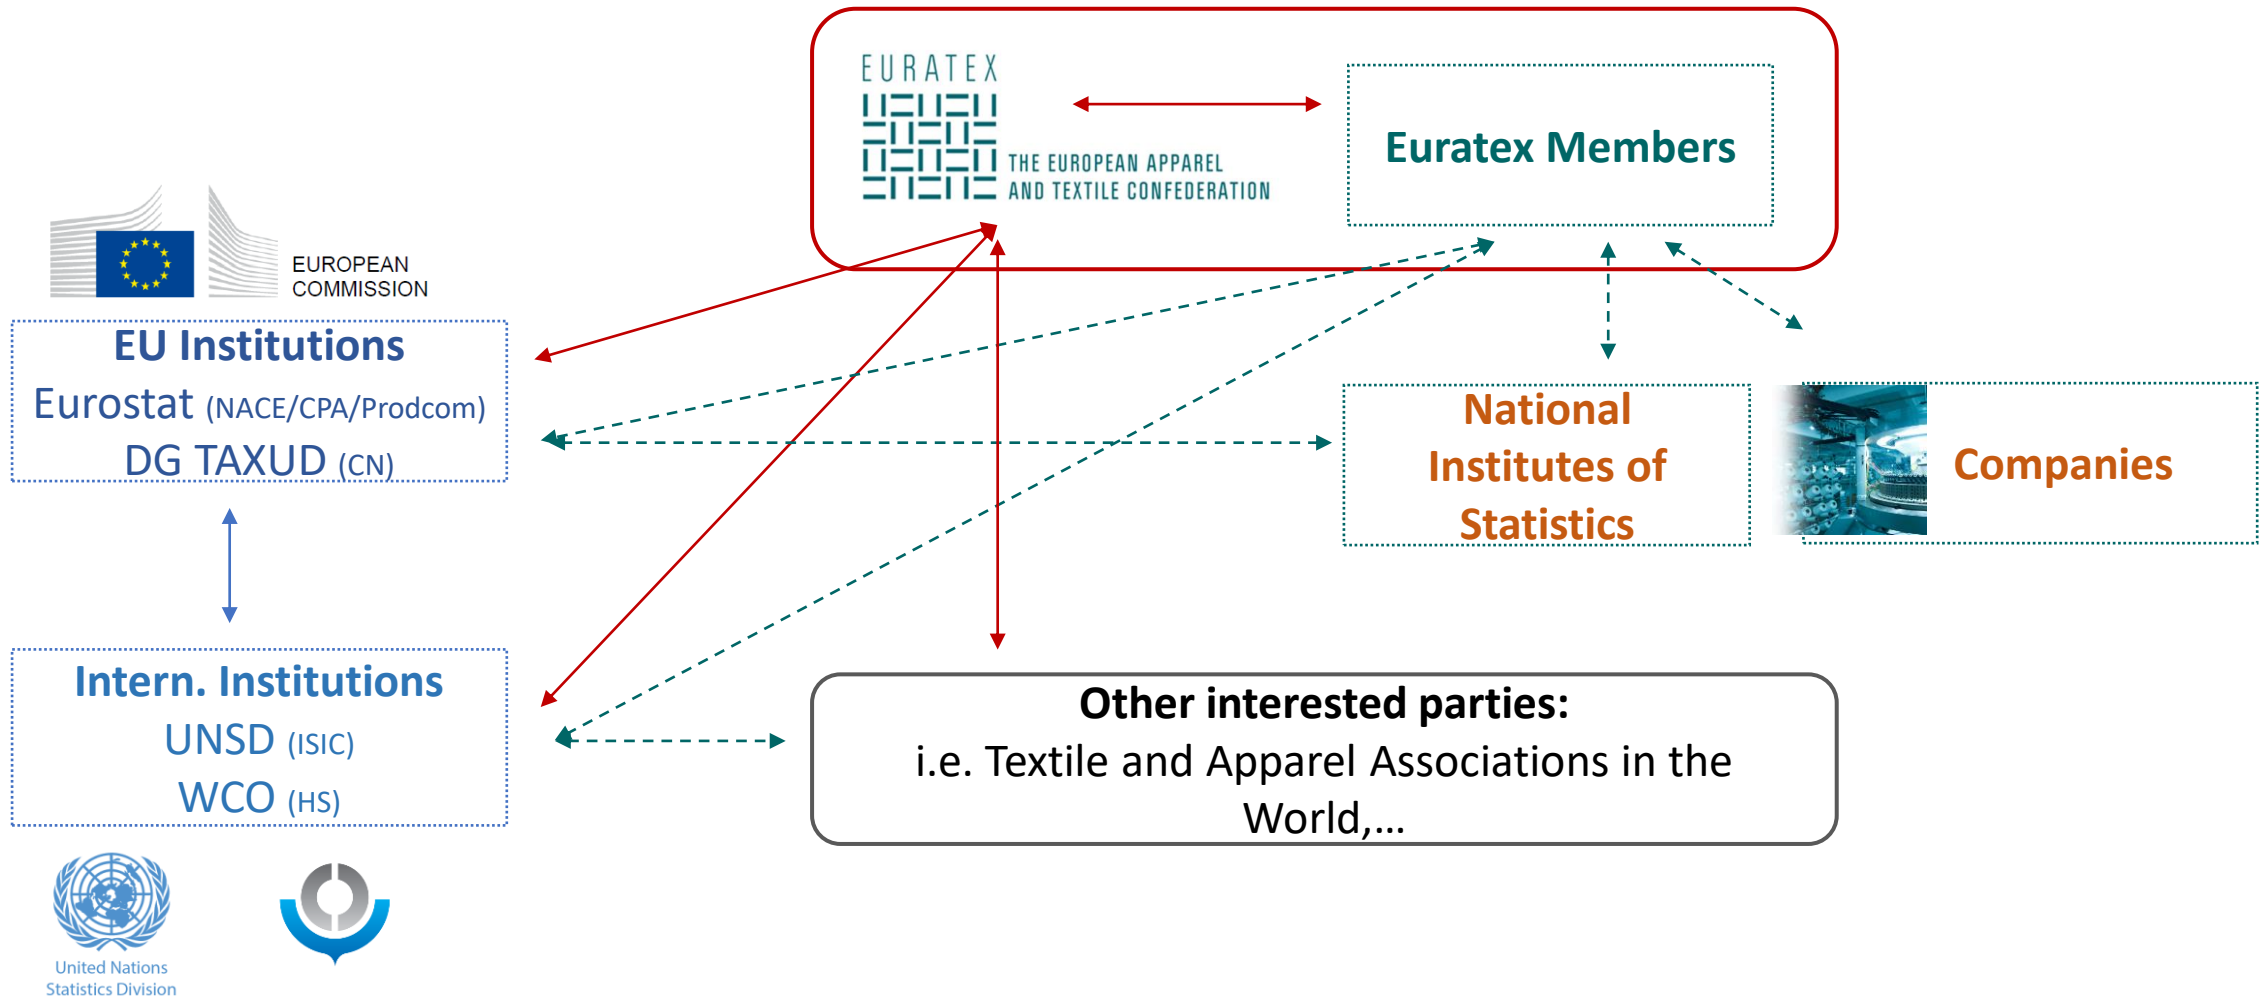 EURATEX
THE EUROPEAN APPAREL
AND TEXTILE CONFEDERATION
Euratex Members
EUROPEAN
COMMISSION
EU Institutions
Eurostat (NACE/CPA/Prodcom)
DG TAXUD (CN)
National
Institutes of
Statistics
Companies
Intern. Institutions
UNSD (ISIC)
WCO (HS)
Other interested parties:
i.e. Textile and Apparel Associations in the
World,...
United Nations
Statistics Division